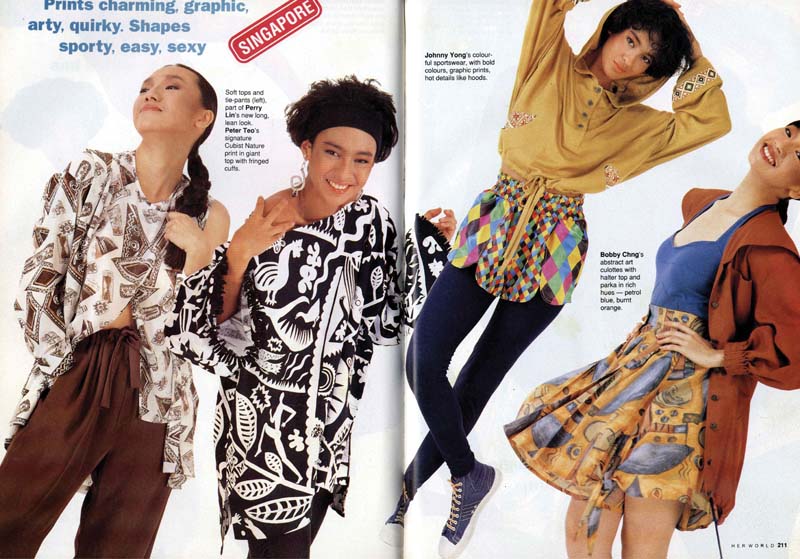 Prints charming, graphic,
arty, quirky. Shapes
sporty, easy, sexy
SINGAPORE
Soft tops and
tie-pants (left),
part of Perry
Lin's new long,
lean look.
Peter Teo's
signature
Cubist Nature
print in giant
top with fringed
cuffs.
Johnny Yong's colour-
ful sportswear, with bold
colours, graphic prints,
hot details like hoods.
Bobby Chng's
abstract art
culottes with
halter top and
parka in rich
hues — petrol
blue, burnt
orange.
HER WORLD 211